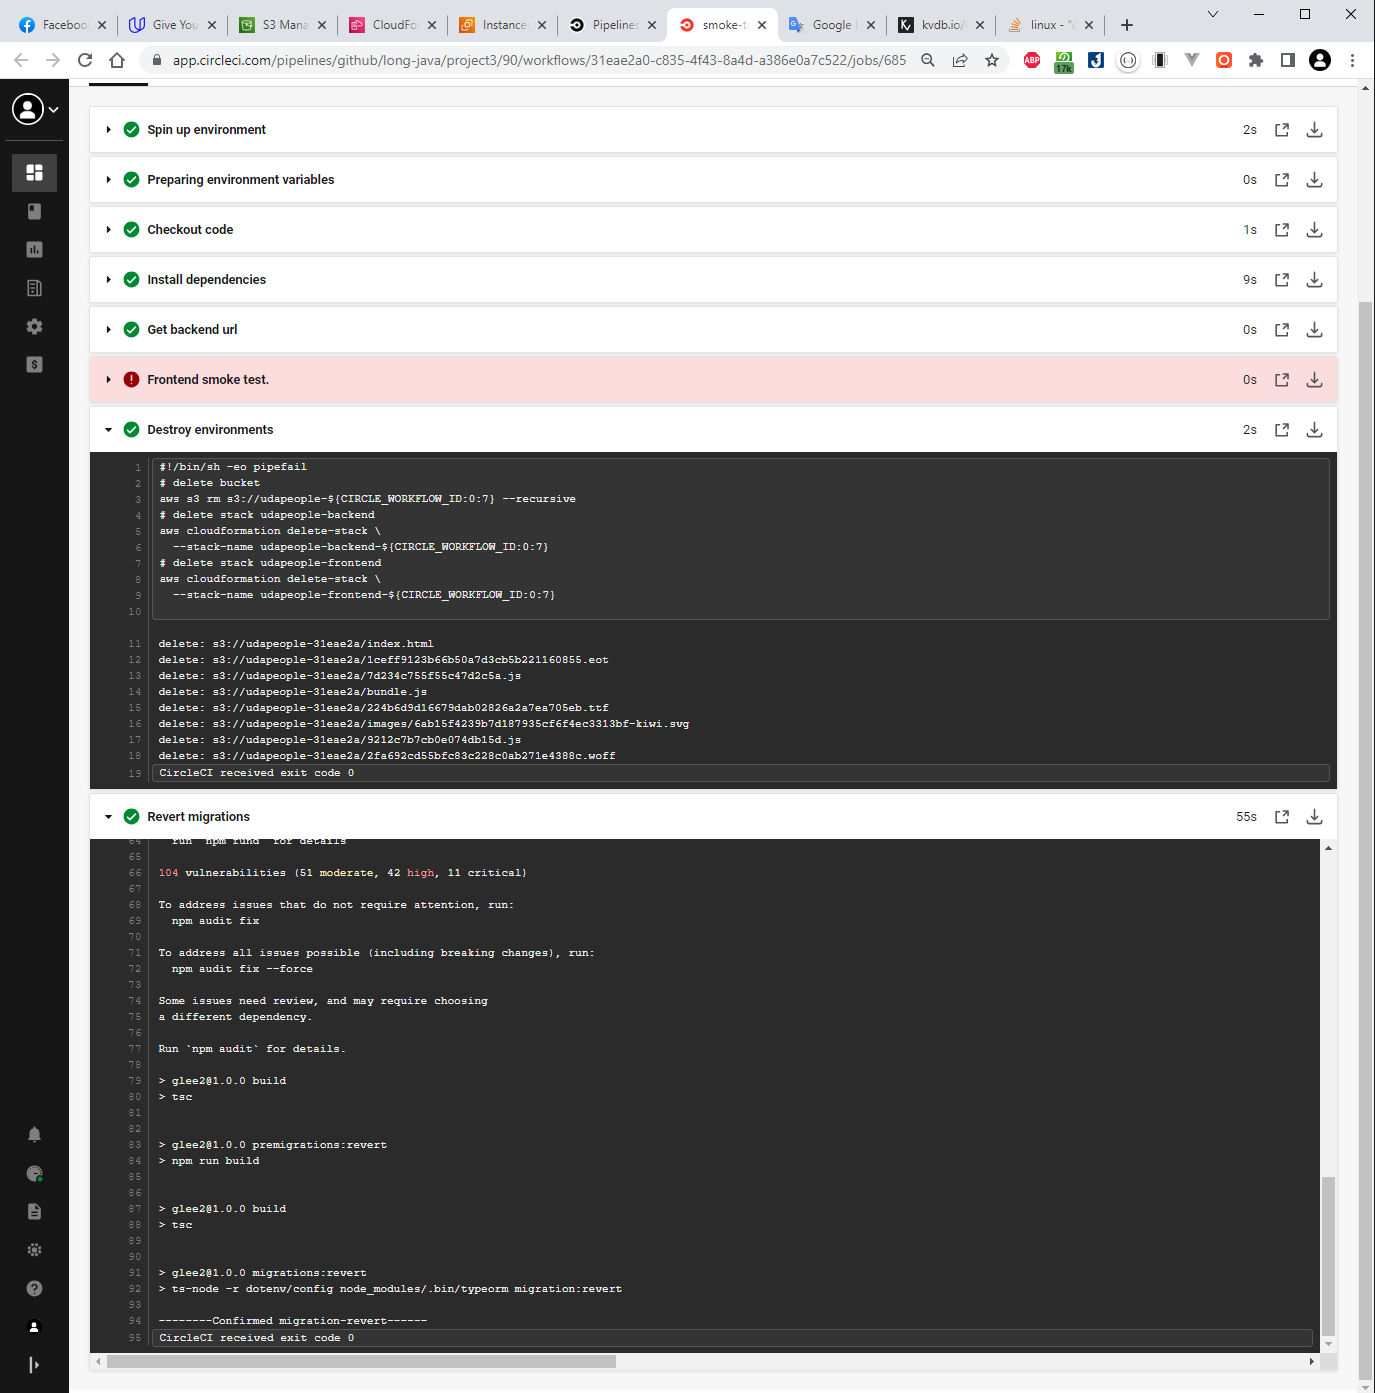 Faceboo
Give You
S3 Mana
CloudFo
Instance
Pipelines
smoke-t
Google
kvdb.io/
linux - "c
app.circleci.com/pipelines/github/long-java/project3/90/workflows/31eae2a0-c835-4f43-8a4d-a386e0a7c522/jobs/685
ABP
17k
Spin up environment 2s
Preparing environment variables 0s
Checkout code 1s
Install dependencies 9s
Get backend url 0s
Frontend smoke test. 0s
Destroy environments 2s
1 #!/bin/sh -eo pipefail
2 # delete bucket
3 aws s3 rm s3://udapeople-${CIRCLE_WORKFLOW_ID:0:7} --recursive
4 # delete stack udapeople-backend
5 aws cloudformation delete-stack \
6 --stack-name udapeople-backend-${CIRCLE_WORKFLOW_ID:0:7}
7 # delete stack udapeople-frontend
8 aws cloudformation delete-stack \
9 --stack-name udapeople-frontend-${CIRCLE_WORKFLOW_ID:0:7}
10
11 delete: s3://udapeople-31eae2a/index.html
12 delete: s3://udapeople-31eae2a/1ceff9123b66b50a7d3cb5b221160855.eot
13 delete: s3://udapeople-31eae2a/7d234c755f55c47d2c5a.js
14 delete: s3://udapeople-31eae2a/bundle.js
15 delete: s3://udapeople-31eae2a/224b6d9d16679dab02826a2a7ea705eb.ttf
16 delete: s3://udapeople-31eae2a/images/6ab15f4239b7d187935cf6f4ec3313bf-kiwi.svg
17 delete: s3://udapeople-31eae2a/9212c7b7cb0e074db15d.js
18 delete: s3://udapeople-31eae2a/2fa692cd55bfc83c228c0ab271e4388c.woff
19 CircleCI received exit code 0
Revert migrations 55s
64 run `npm fund` for details
65
66 104 vulnerabilities (51 moderate, 42 high, 11 critical)
67
68 To address issues that do not require attention, run:
69 npm audit fix
70
71 To address all issues possible (including breaking changes), run:
72 npm audit fix --force
73
74 Some issues need review, and may require choosing
75 a different dependency.
76
77 Run `npm audit` for details.
78
79 > glee2@1.0.0 build
80 > tsc
81
82
83 > glee2@1.0.0 premigrations:revert
84 > npm run build
85
86
87 > glee2@1.0.0 build
88 > tsc
89
90
91 > glee2@1.0.0 migrations:revert
92 > ts-node -r dotenv/config node_modules/.bin/typeorm migration:revert
93
94 --------Confirmed migration-revert------
95 CircleCI received exit code 0